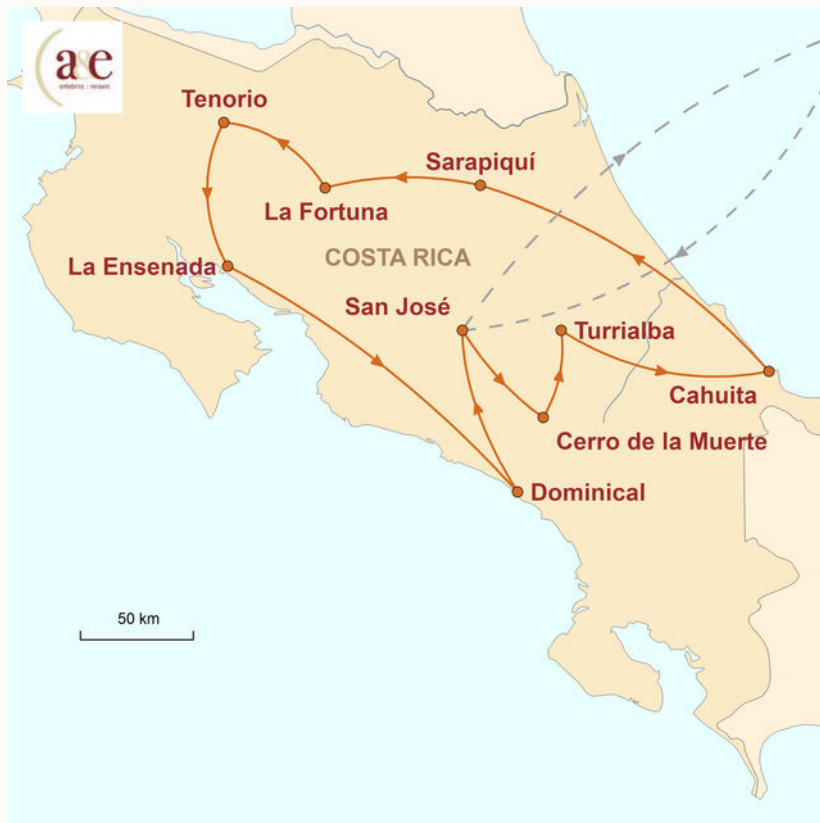 a&e
erlebnis : reisen
Tenorio
Sarapiquí
La Fortuna
La Ensenada
COSTA RICA
San José
Turrialba
Cahuita
Cerro de la Muerte
Dominical
50 km